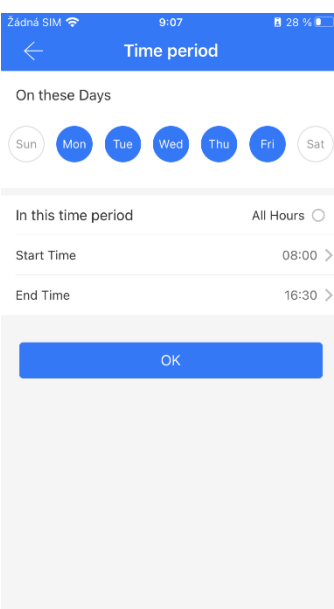 Žádná SIM 9:07 28 %
Time period
On these Days
Sun Mon Tue Wed Thu Fri Sat
In this time period All Hours
Start Time 08:00
End Time 16:30
OK